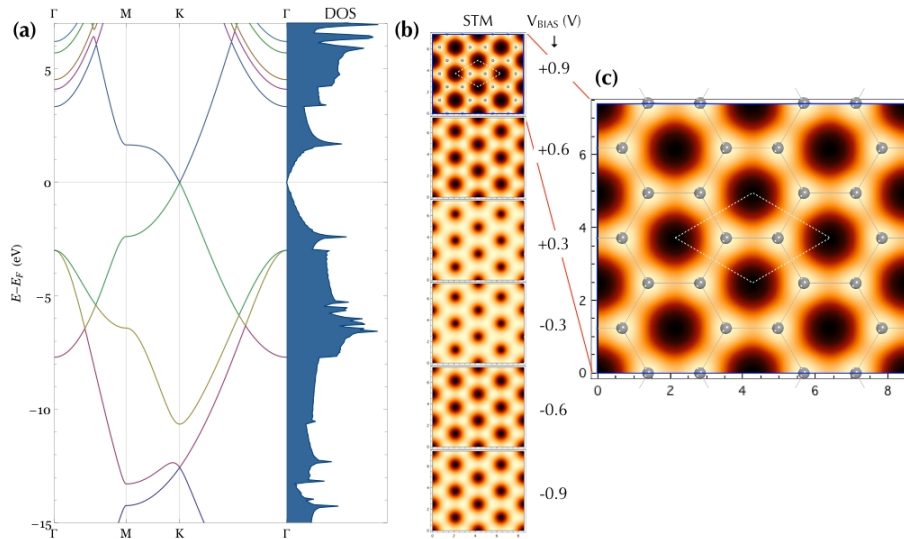 (a)
Γ M K Γ DOS
5
0
−5
−10
−15
E−E_F (eV)
Γ M K Γ
(b)
STM V_BIAS (V)
↓
+0.9
+0.6
+0.3
-0.3
-0.6
-0.9
(c)
6
4
2
0
0 2 4 6 8